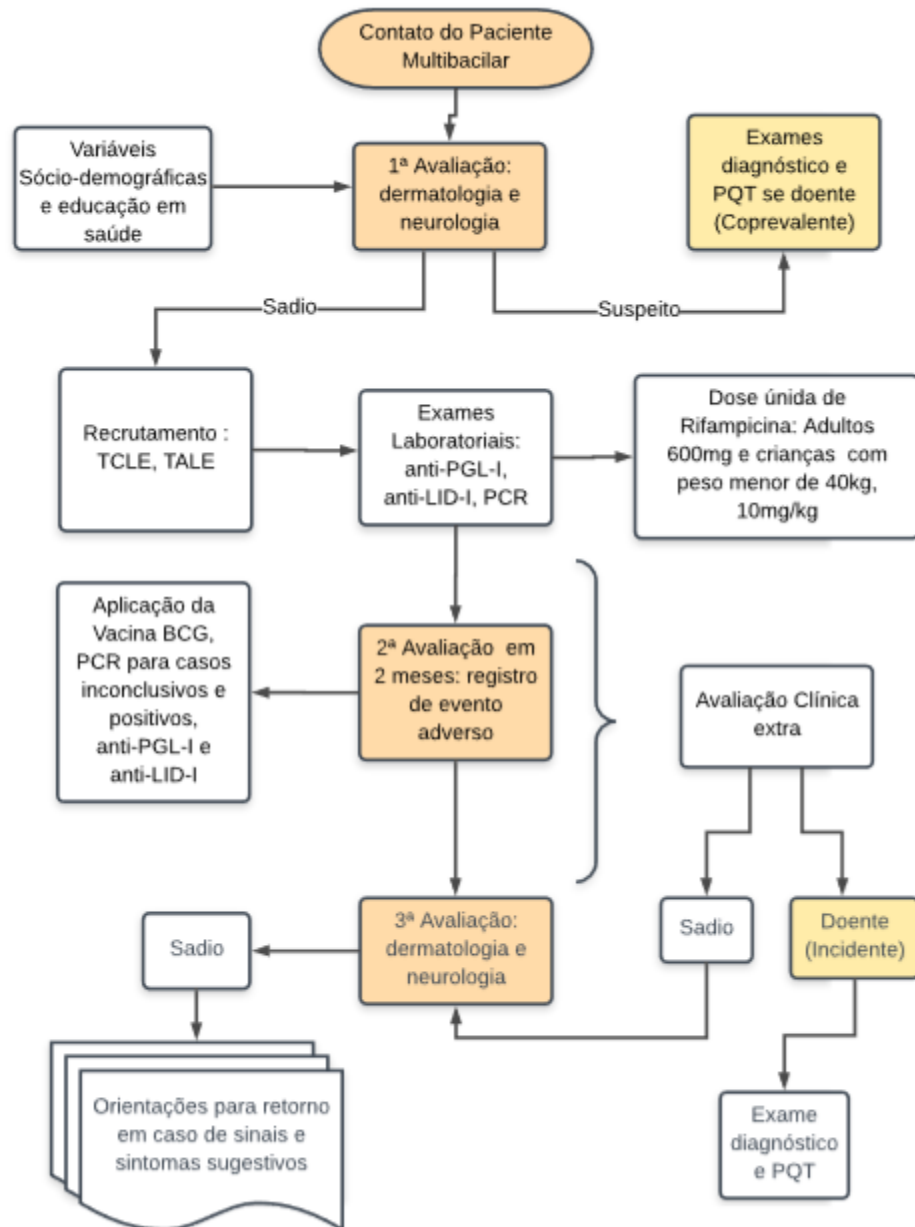 Contato do Paciente
Multibacilar
Variáveis
Sócio-demográficas
e educação em
saúde
1ª Avaliação:
dermatologia e
neurologia
Exames
diagnóstico e
PQT se doente
(Coprevalente)
Sadio
Suspeito
Recrutamento :
TCLE, TALE
Exames
Laboratoriais:
anti-PGL-I,
anti-LID-I, PCR
Dose únida de
Rifampicina: Adultos
600mg e crianças com
peso menor de 40kg,
10mg/kg
Aplicação da
Vacina BCG,
PCR para casos
inconclusivos e
positivos,
anti-PGL-I e
anti-LID-I
2ª Avaliação em
2 meses: registro
de evento
adverso
Avaliação Clínica
extra
Sadio
3ª Avaliação:
dermatologia e
neurologia
Sadio
Doente
(Incidente)
Orientações para retorno
em caso de sinais e
sintomas sugestivos
Exame
diagnóstico
e PQT